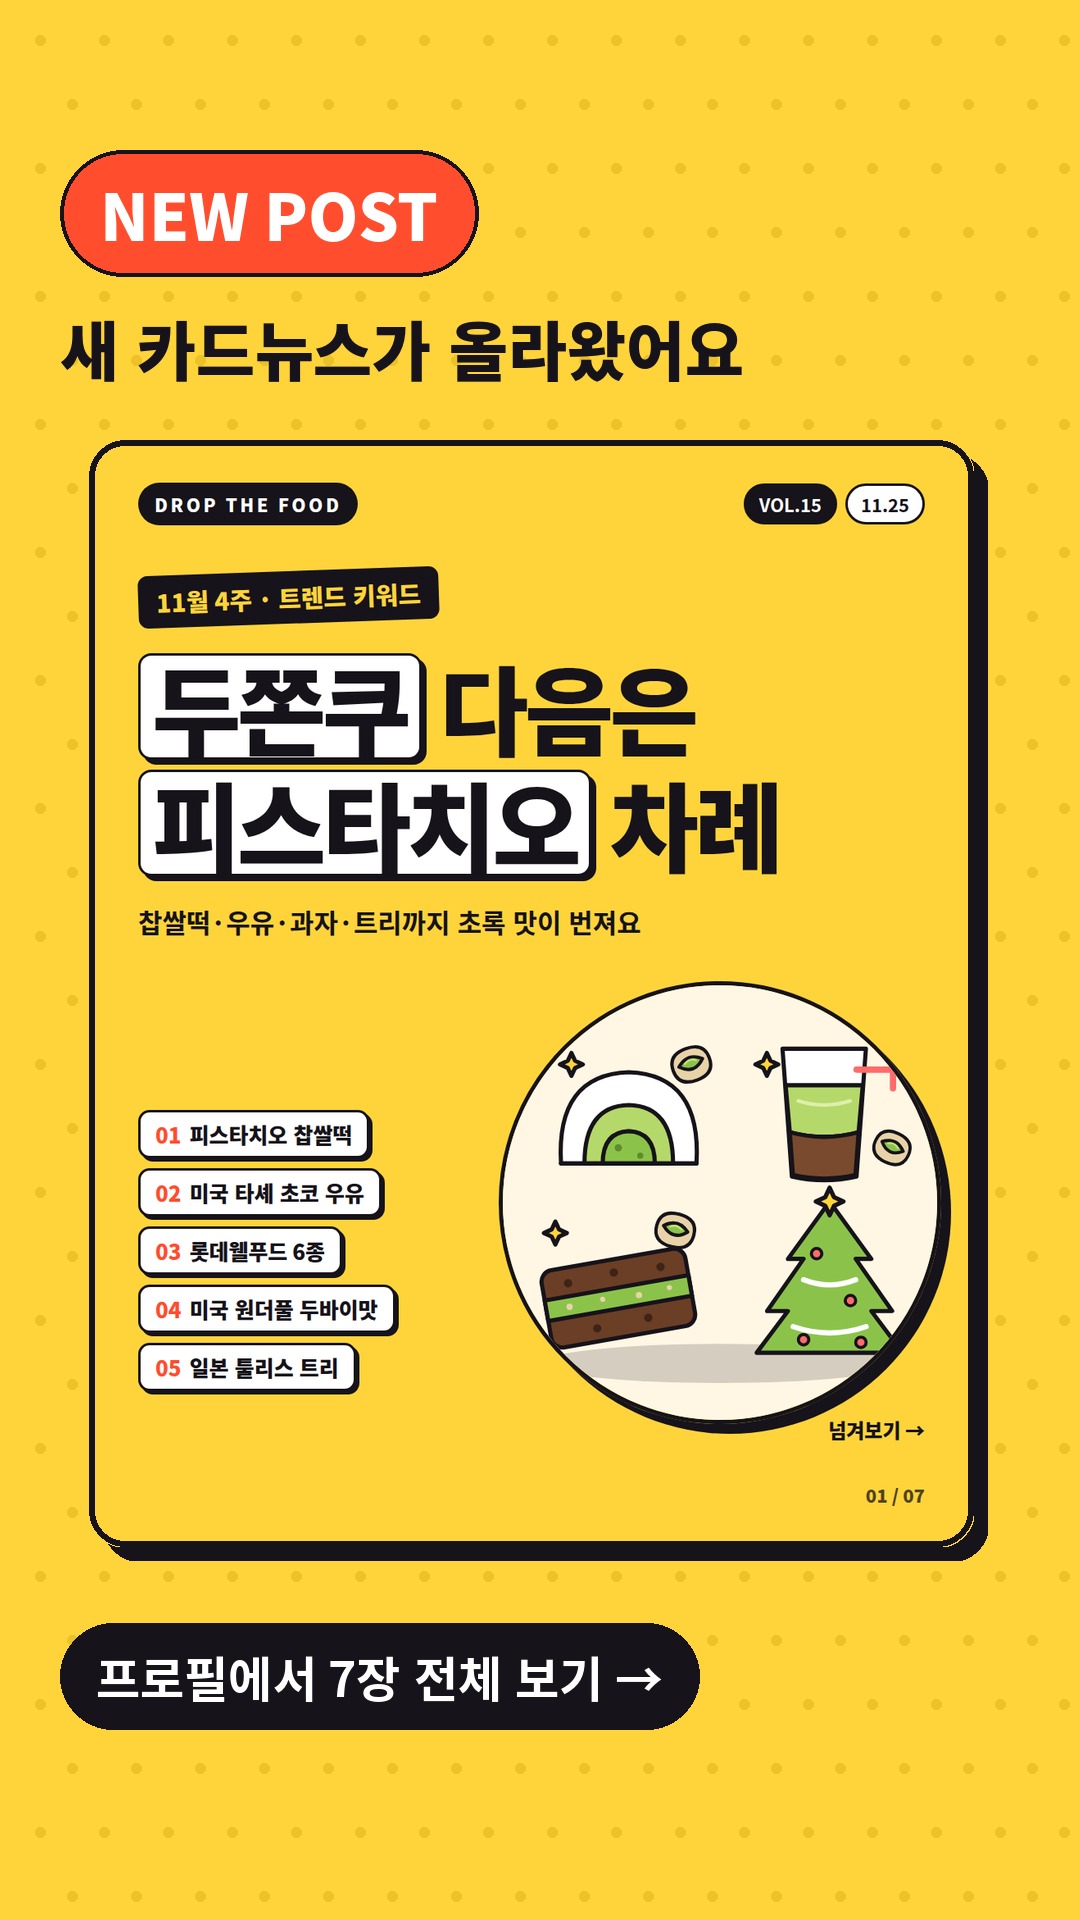 NEW POST
새 카드뉴스가 올라왔어요
DROP THE FOOD
VOL.15 11.25
11월 4주 · 트렌드 키워드
두쫀쿠 다음은
피스타치오 차례
찹쌀떡·우유·과자·트리까지 초록 맛이 번져요
01 피스타치오 찹쌀떡
02 미국 타셰 초코 우유
03 롯데웰푸드 6종
04 미국 원더풀 두바이맛
05 일본 툴리스 트리
넘겨보기 →
01 / 07
프로필에서 7장 전체 보기 →